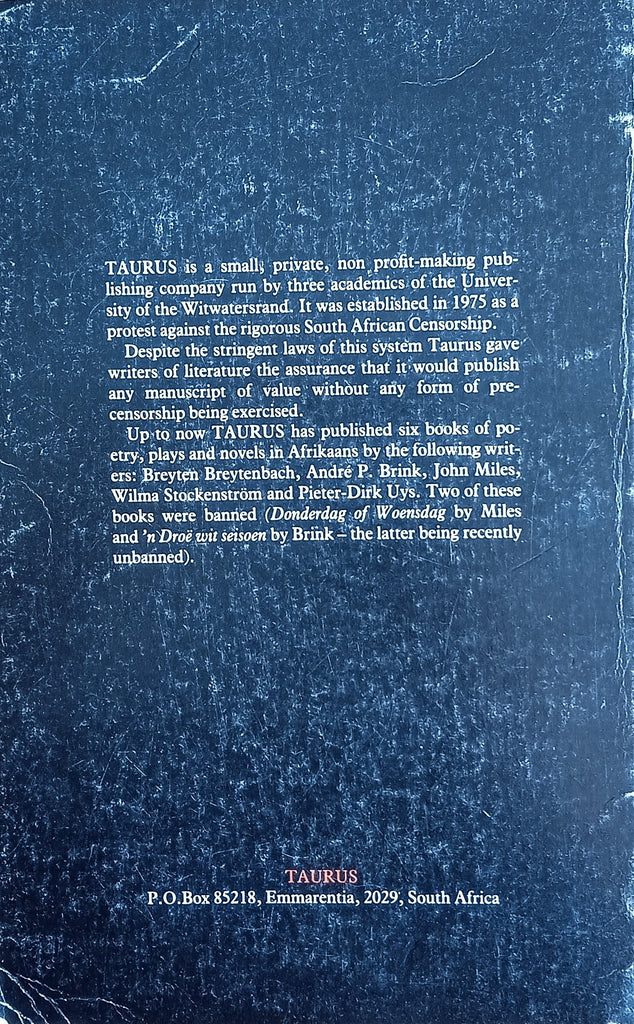 TAURUS is a small, private, non profit-making pub-
lishing company run by three academics of the Univer-
sity of the Witwatersrand. It was established in 1975 as a
protest against the rigorous South African Censorship.
Despite the stringent laws of this system Taurus gave
writers of literature the assurance that it would publish
any manuscript of value without any form of pre-
censorship being exercised.
Up to now TAURUS has published six books of po-
etry, plays and novels in Afrikaans by the following writ-
ers: Breyten Breytenbach, André P. Brink, John Miles,
Wilma Stockenström and Pieter-Dirk Uys. Two of these
books were banned (Donderdag of Woensdag by Miles
and 'n Droë wit seisoen by Brink – the latter being recently
unbanned).
TAURUS
P.O.Box 85218, Emmarentia, 2029, South Africa